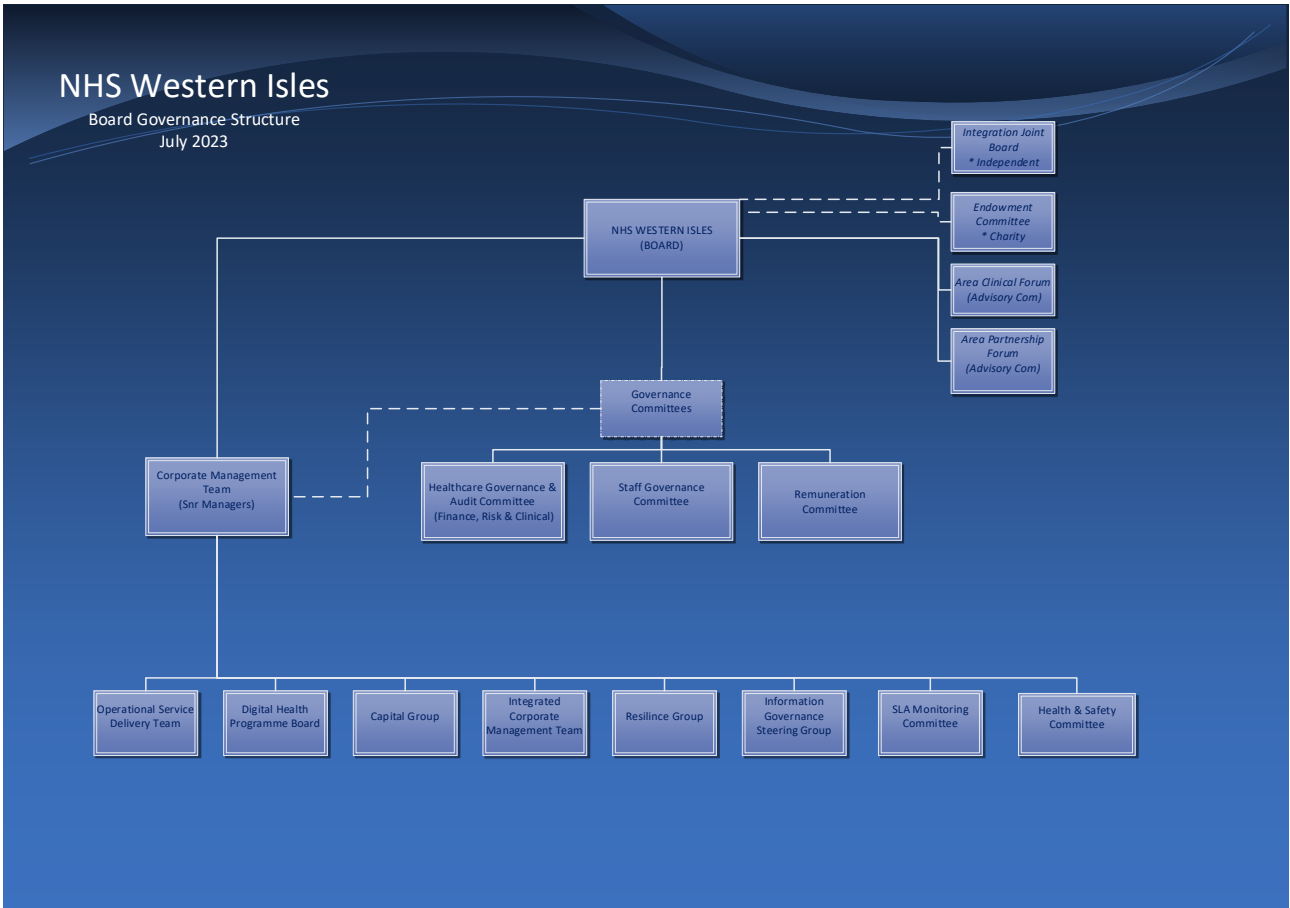 NHS Western Isles
Board Governance Structure
July 2023
Integration Joint
Board
* Independent
Endowment
Committee
* Charity
NHS WESTERN ISLES
(BOARD)
Area Clinical Forum
(Advisory Com)
Area Partnership
Forum
(Advisory Com)
Governance
Committees
Corporate Management
Team
(Snr Managers)
Healthcare Governance &
Audit Committee
(Finance, Risk & Clinical)
Staff Governance
Committee
Remuneration
Committee
Operational Service
Delivery Team
Digital Health
Programme Board
Capital Group
Integrated
Corporate
Management Team
Resilince Group
Information
Governance
Steering Group
SLA Monitoring
Committee
Health & Safety
Committee